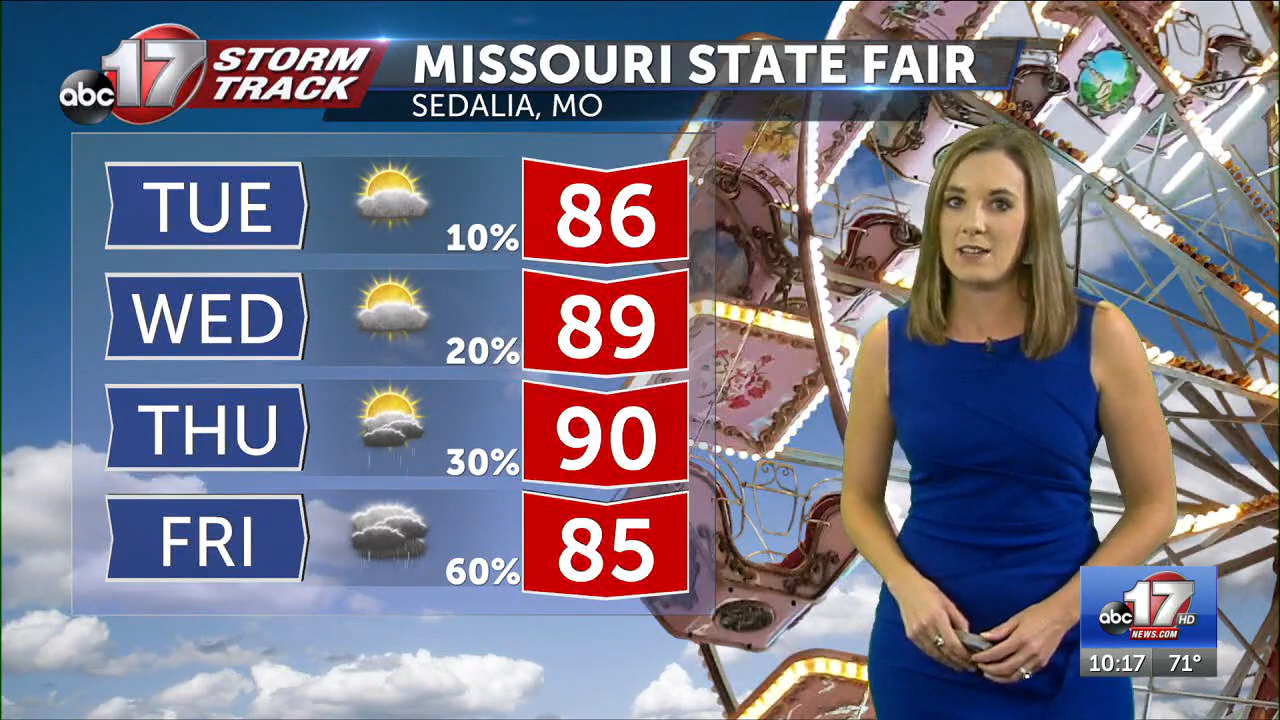 abc 17 STORM TRACK
MISSOURI STATE FAIR
SEDALIA, MO
TUE 10% 86
WED 20% 89
THU 30% 90
FRI 60% 85
abc 17 HD
NEWS.COM
10:17 71°